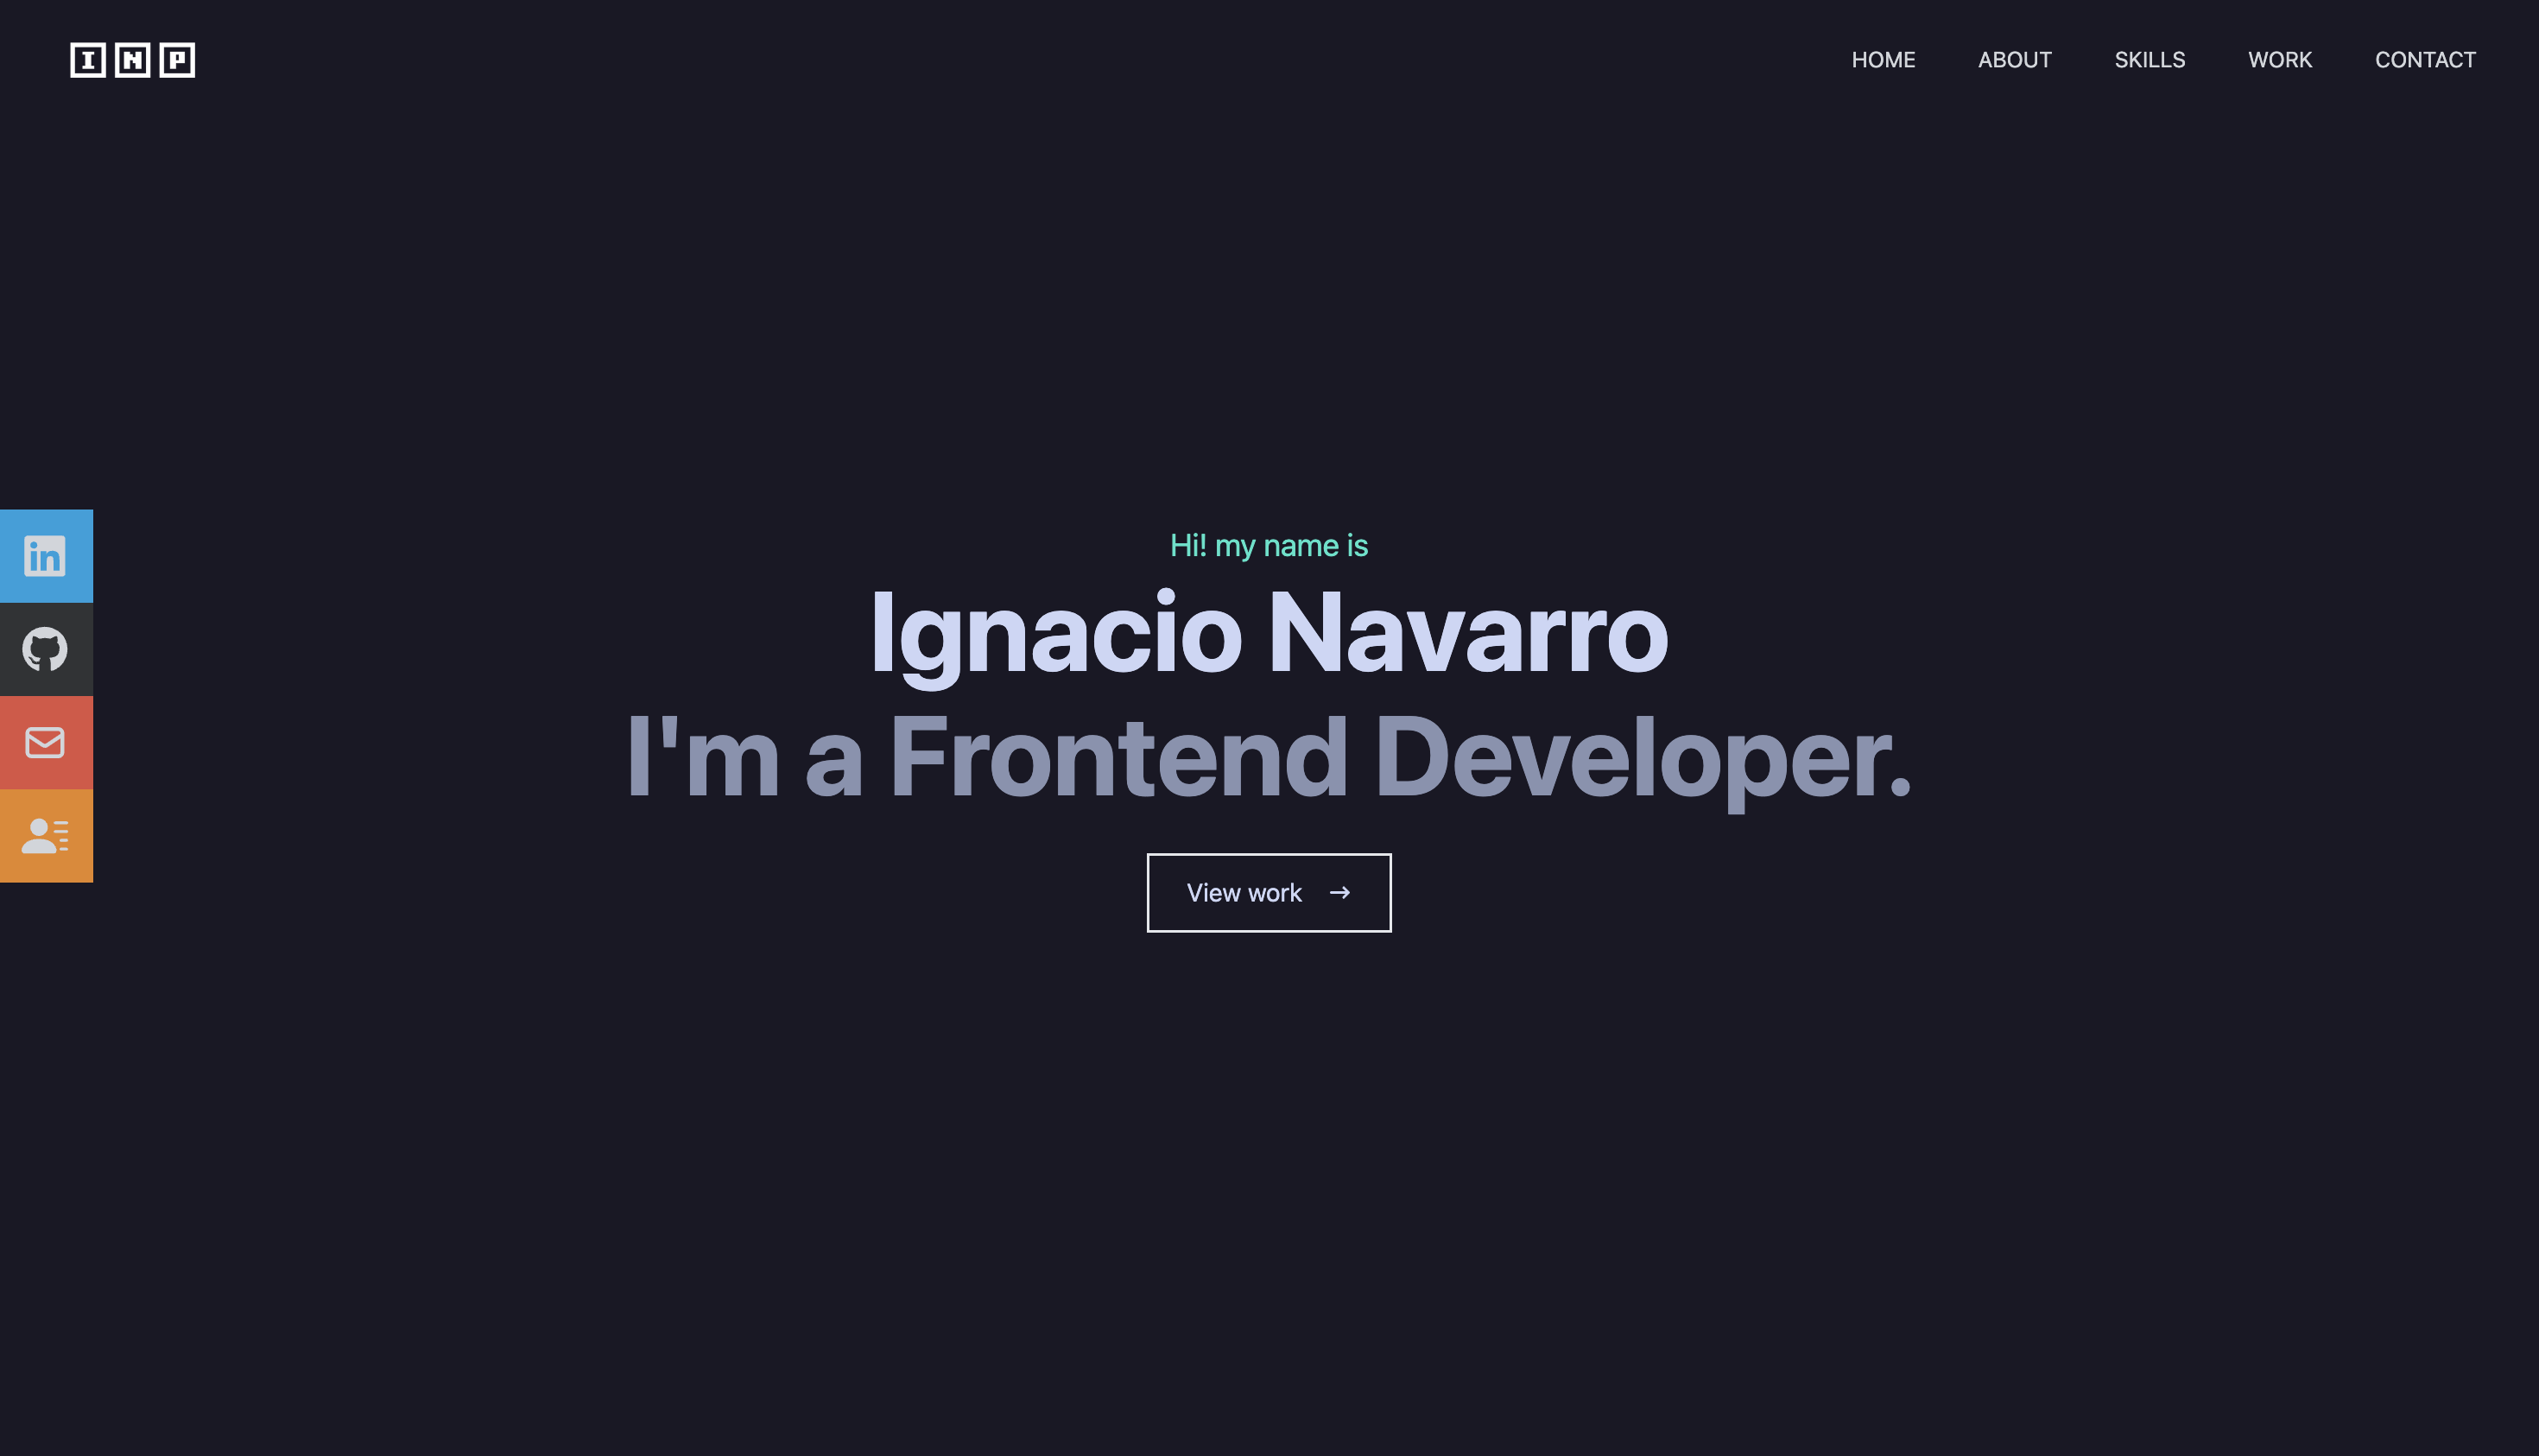 INP
HOME ABOUT SKILLS WORK CONTACT
Hi! my name is
Ignacio Navarro
I'm a Frontend Developer.
in
View work →